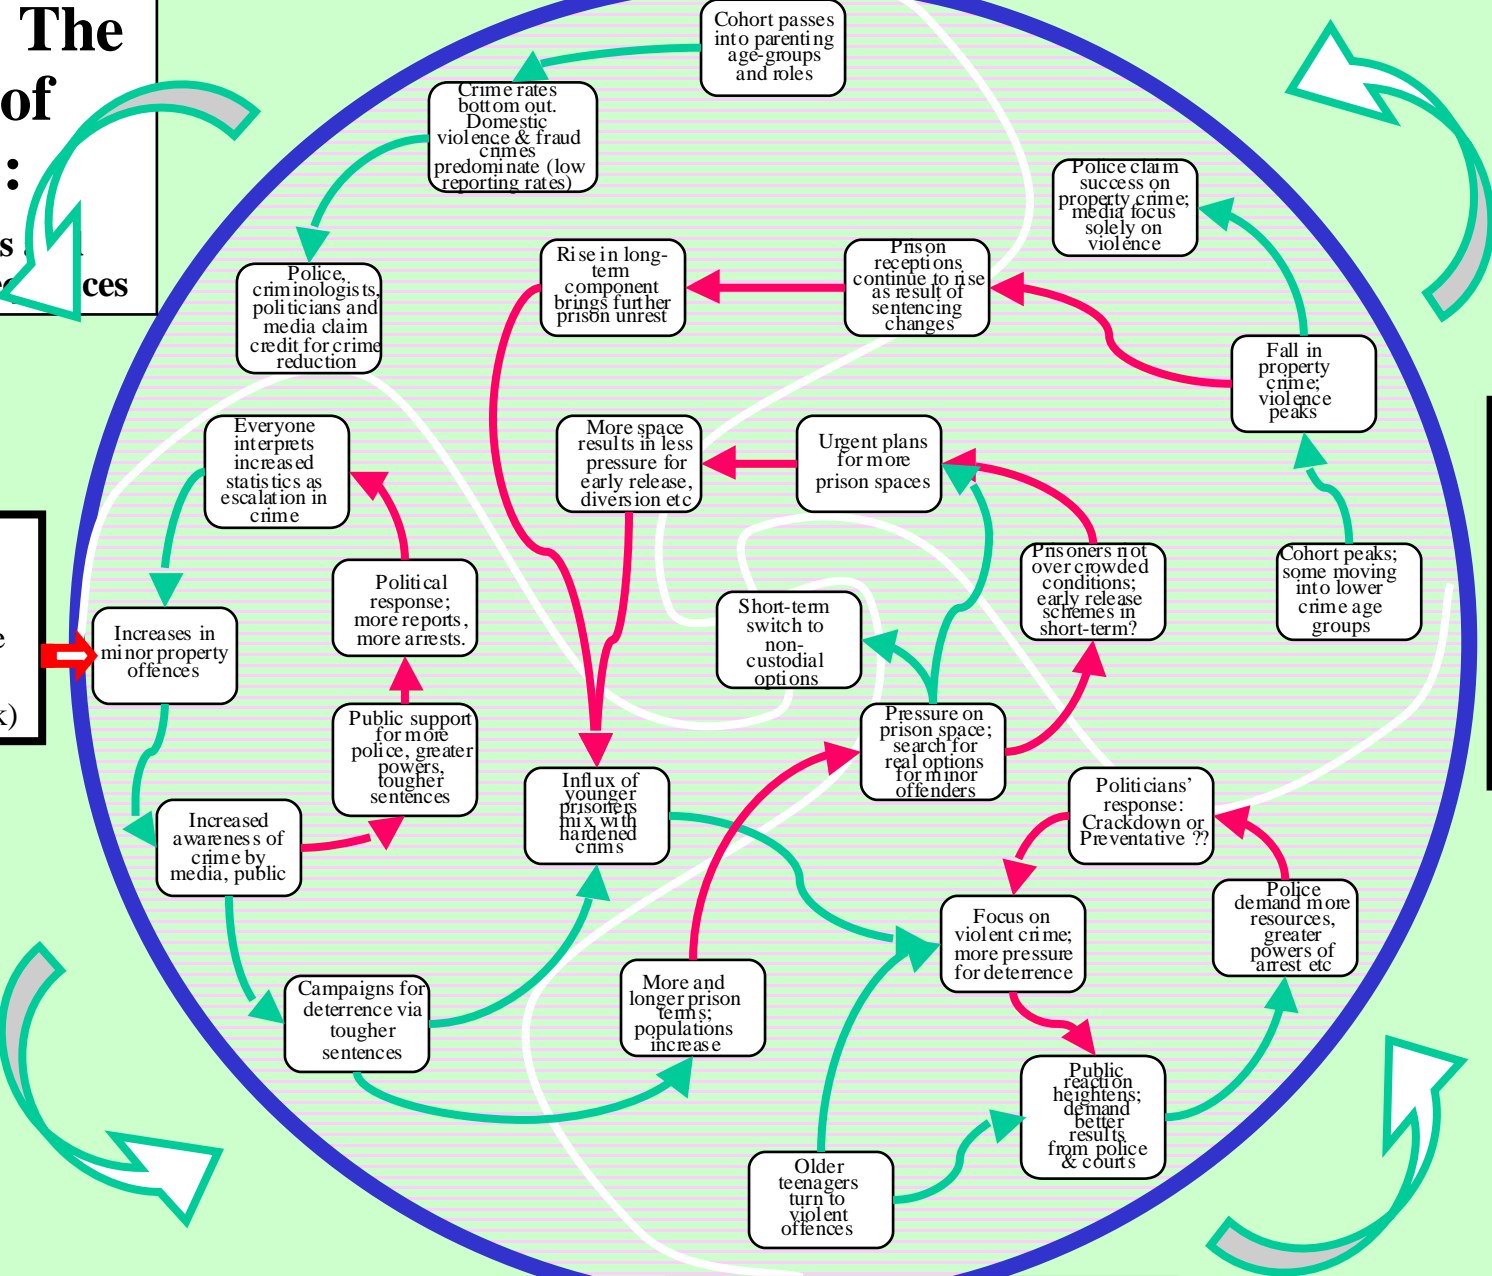 The
of
:
s
ces
Cohort passes
into parenting
age-groups
and roles
Crime rates
bottom out.
Domestic
violence & fraud
crimes
predominate (low
reporting rates)
Police claim
success on
property crime;
media focus
solely on
violence
Police,
criminologists,
politicians and
media claim
credit for crime
reduction
Rise in long-
term
component
brings further
prison unrest
Prison
receptions
continue to rise
as result of
sentencing
changes
Fall in
property
crime;
violence
peaks
Everyone
interprets
increased
statistics as
escalation in
crime
More space
results in less
pressure for
early release,
diversion etc
Urgent plans
for more
prison spaces
Political
response;
more reports,
more arrests.
Short-term
switch to
non-
custodial
options
Prisoners riot
over crowded
conditions;
early release
schemes in
short-term?
Cohort peaks;
some moving
into lower
crime age
groups
e
k)
Increases in
minor property
offences
Public support
for more
police, greater
powers,
tougher
sentences
Pressure on
prison space;
search for
real options
for minor
offenders
Influx of
younger
prisoners
mix with
hardened
crims
Politicians’
response:
Crackdown or
Preventative ??
Increased
awareness of
crime by
media, public
Police
demand more
resources,
greater
powers of
arrest etc
Focus on
violent crime;
more pressure
for deterrence
Campaigns for
deterrence via
tougher
sentences
More and
longer prison
terms;
populations
increase
Public
reaction
heightens;
demand
better
results
from police
& courts
Older
teenagers
turn to
violent
offences